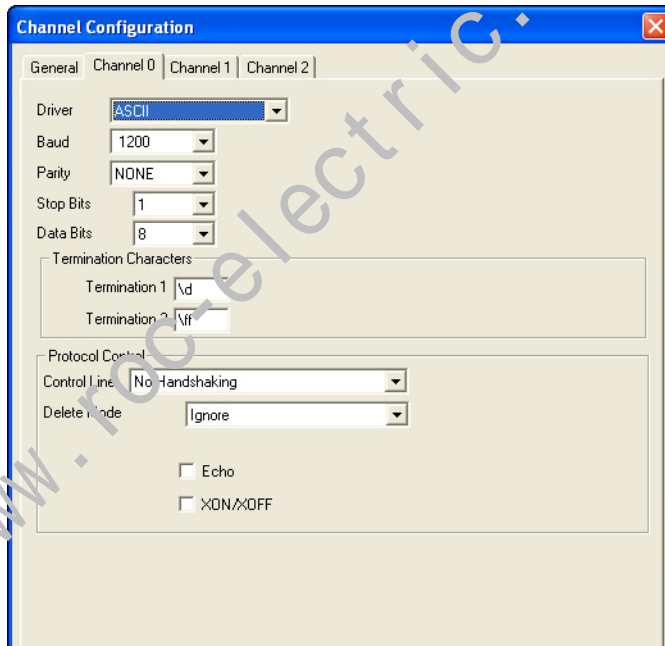 Channel Configuration
General Channel 0 Channel 1 Channel 2
Driver ASCII
Baud 1200
Parity NONE
Stop Bits 1
Data Bits 8
Termination Characters
Termination 1 \d
Termination 2 \ff
Protocol Control
Control Line No Handshaking
Delete Mode Ignore
Echo
XON/XOFF
w.roc-electric.